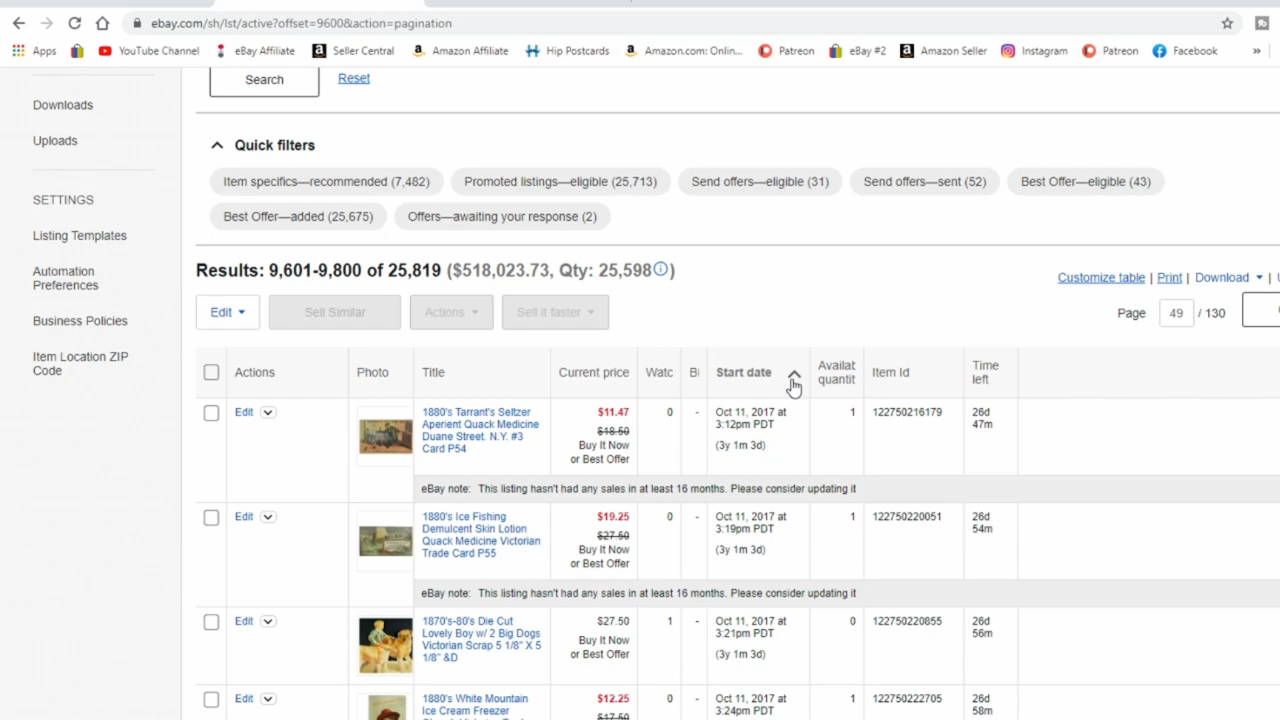 ebay.com/sh/lst/active?offset=9600&action=pagination
Apps YouTube Channel eBay Affiliate Seller Central Amazon Affiliate Hip Postcards Amazon.com: Onlin... Patreon eBay #2 Amazon Seller Instagram Patreon Facebook »
Search Reset
Downloads
Uploads
SETTINGS
Listing Templates
Automation
Preferences
Business Policies
Item Location ZIP
Code
Quick filters
Item specifics—recommended (7,482) Promoted listings—eligible (25,713) Send offers—eligible (31) Send offers—sent (52) Best Offer—eligible (43)
Best Offer—added (25,675) Offers—awaiting your response (2)
Results: 9,601-9,800 of 25,819 ($518,023.73, Qty: 25,598 )
Customize table | Print | Download |
Edit Sell Similar Actions Sell it faster
Page 49 / 130
Actions Photo Title Current price Watc Bi Start date Availat
quantit Item Id Time
left
Edit
1880's Tarrant's Seltzer
Aperient Quack Medicine
Duane Street. N.Y. #3
Card P54
$11.47
$18.50
Buy It Now
or Best Offer
0
-
Oct 11, 2017 at
3:12pm PDT
(3y 1m 3d)
1
122750216179
26d
47m
eBay note: This listing hasn't had any sales in at least 16 months. Please consider updating it
Edit
1880's Ice Fishing
Demulcent Skin Lotion
Quack Medicine Victorian
Trade Card P55
$19.25
$27.50
Buy It Now
or Best Offer
0
-
Oct 11, 2017 at
3:19pm PDT
(3y 1m 3d)
1
122750220051
26d
54m
eBay note: This listing hasn't had any sales in at least 16 months. Please consider updating it
Edit
1870's-80's Die Cut
Lovely Boy w/ 2 Big Dogs
Victorian Scrap 5 1/8" X 5
1/8" &D
$27.50
Buy It Now
or Best Offer
1
-
Oct 11, 2017 at
3:21pm PDT
(3y 1m 3d)
0
122750220855
26d
56m
Edit
1880's White Mountain
Ice Cream Freezer
$12.25
$17.50
0
-
Oct 11, 2017 at
3:24pm PDT
1
122750222705
26d
58m